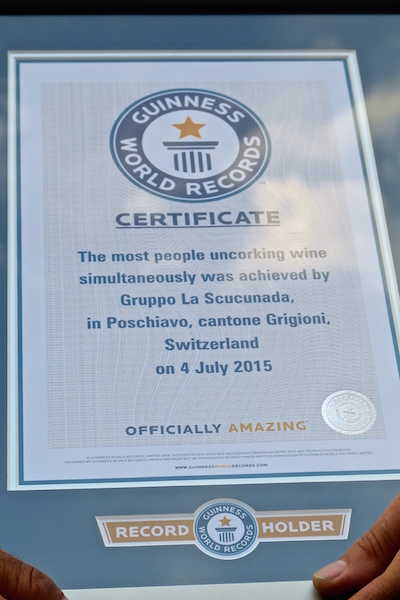 GUINNESS
WORLD RECORDS
CERTIFICATE
The most people uncorking wine
simultaneously was achieved by
Gruppo La Scucunada,
in Poschiavo, cantone Grigioni,
Switzerland
on 4 July 2015
OFFICIALLY AMAZING
WWW.GUINNESSWORLDRECORDS.COM
RECORD HOLDER
GUINNESS
WORLD RECORDS